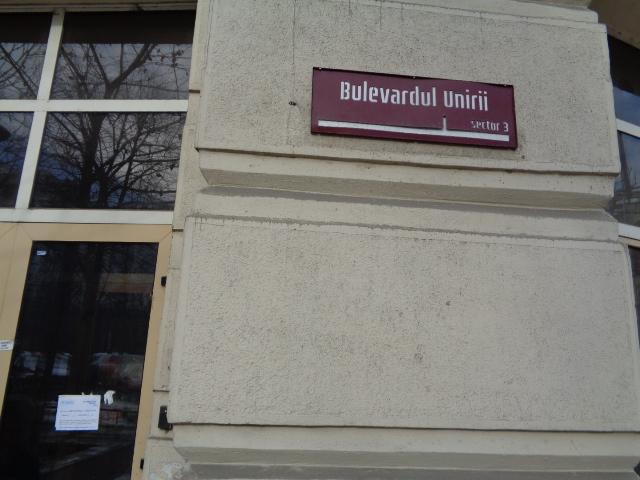 Bulevardul Unirii
sector 3